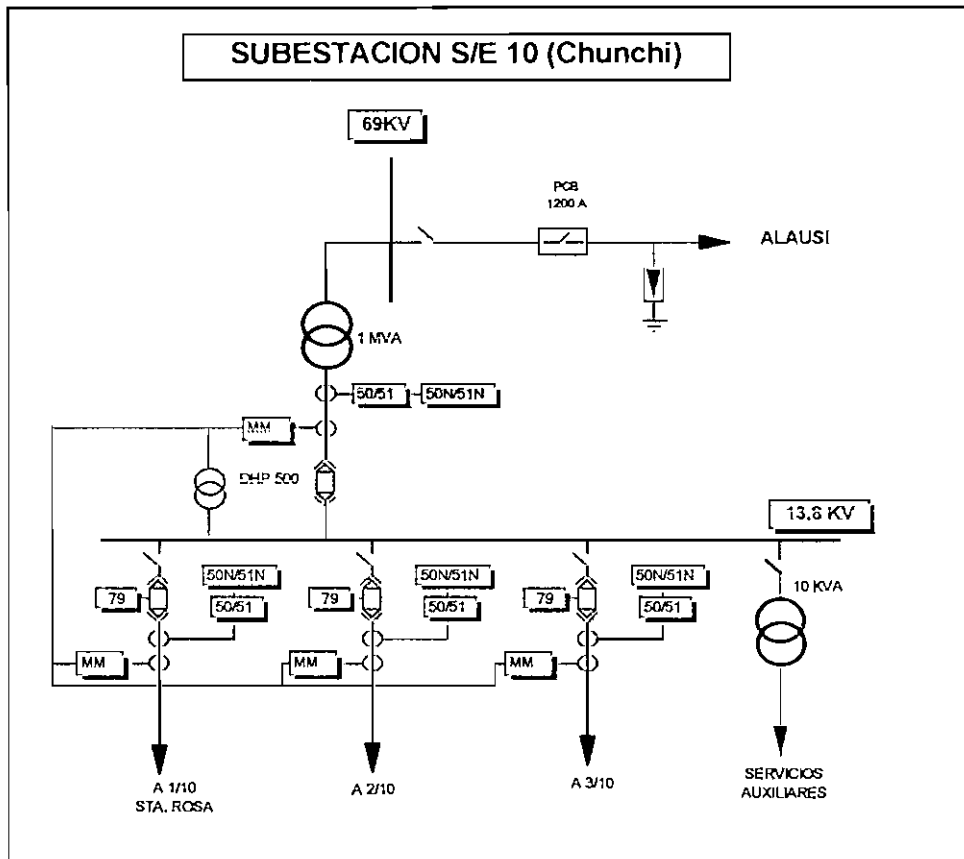 SUBESTACION S/E 10 (Chunchi)
69KV
PCB
1200 A
ALAUSI
1 MVA
50/51
50N/51N
MM
DHP 500
13.8 KV
50N/51N
50N/51N
50N/51N
79
50/51
79
50/51
79
50/51
10 KVA
MM
MM
MM
A 1/10
STA. ROSA
A 2/10
A 3/10
SERVICIOS
AUXILIARES